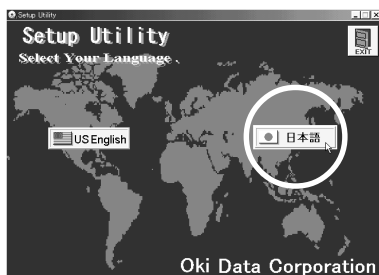 Setup Utility
Setup Utility
Select Your Language .
EXIT
US English
日本語
Oki Data Corporation